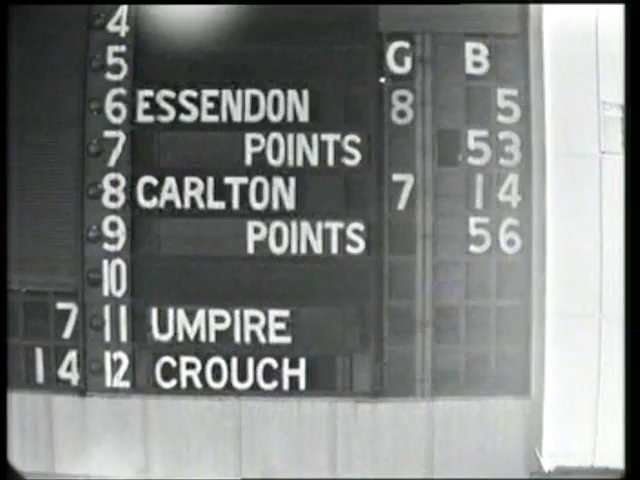 4
5 G B
6 ESSENDON 8 5
7 POINTS 53
8 CARLTON 7 14
9 POINTS 56
10
7 11 UMPIRE
14 12 CROUCH